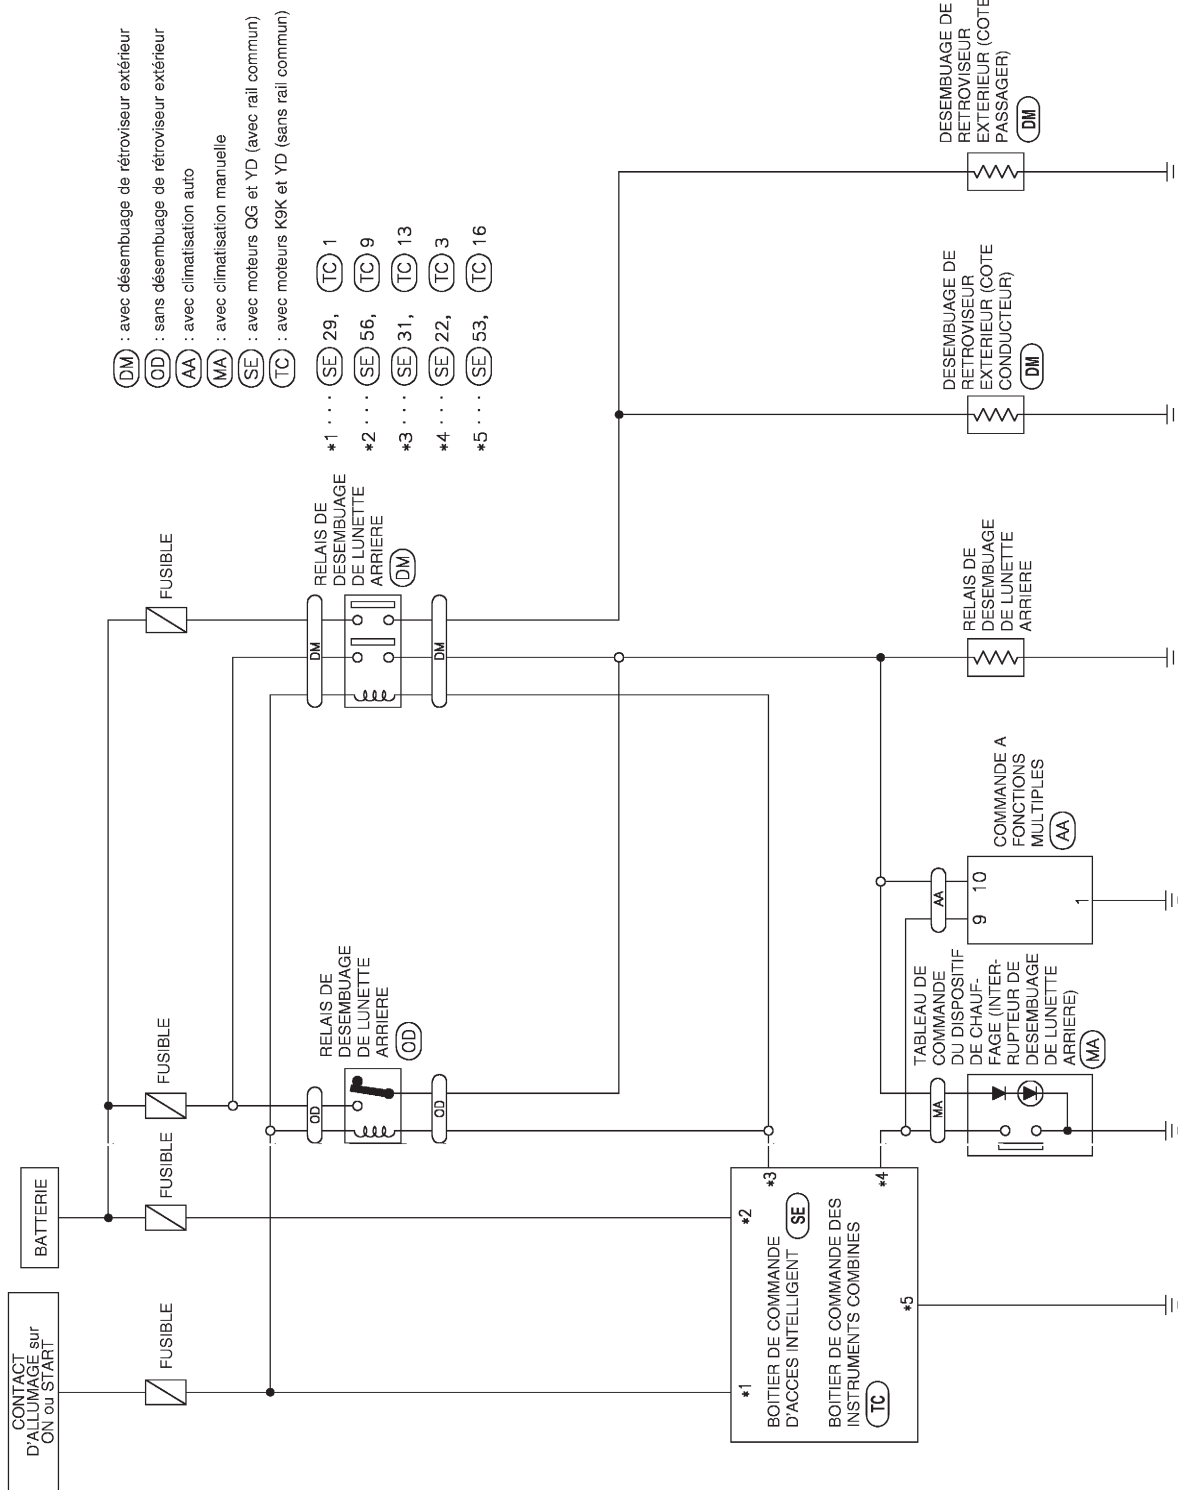 CONTACT
D'ALLUMAGE sur
ON ou START
BATTERIE
FUSIBLE
FUSIBLE
FUSIBLE
FUSIBLE
DM : avec désembuage de rétroviseur extérieur
OD : sans désembuage de rétroviseur extérieur
AA : avec climatisation auto
MA : avec climatisation manuelle
SE : avec moteurs QG et YD (avec rail commun)
TC : avec moteurs K9K et YD (sans rail commun)
*1 ···· SE 29, TC 1
*2 ···· SE 56, TC 9
*3 ···· SE 31, TC 13
*4 ···· SE 22, TC 3
*5 ···· SE 53, TC 16
OD
RELAIS DE
DESEMBUAGE
DE LUNETTE
ARRIERE
OD
OD
DM
RELAIS DE
DESEMBUAGE
DE LUNETTE
ARRIERE
DM
DM
*1
*2
*3
*4
*5
BOITIER DE COMMANDE
D'ACCES INTELLIGENT
SE
BOITIER DE COMMANDE DES
INSTRUMENTS COMBINES
TC
MA
TABLEAU DE
COMMANDE
DU DISPOSITIF
DE CHAUF-
FAGE (INTER-
RUPTEUR DE
DESEMBUAGE
DE LUNETTE
ARRIERE)
MA
AA
9
10
1
COMMANDE A
FONCTIONS
MULTIPLES
AA
RELAIS DE
DESEMBUAGE
DE LUNETTE
ARRIERE
DESEMBUAGE DE
RETROVISEUR
EXTERIEUR (COTE
CONDUCTEUR)
DM
DESEMBUAGE DE
RETROVISEUR
EXTERIEUR (COTE
PASSAGER)
DM